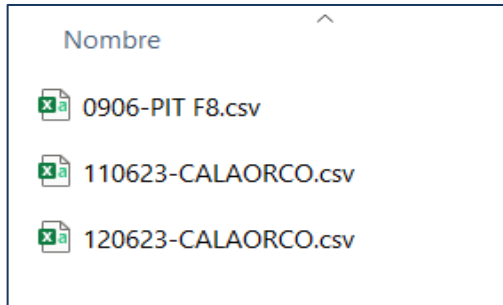 Nombre
0906-PIT F8.csv
110623-CALAORCO.csv
120623-CALAORCO.csv